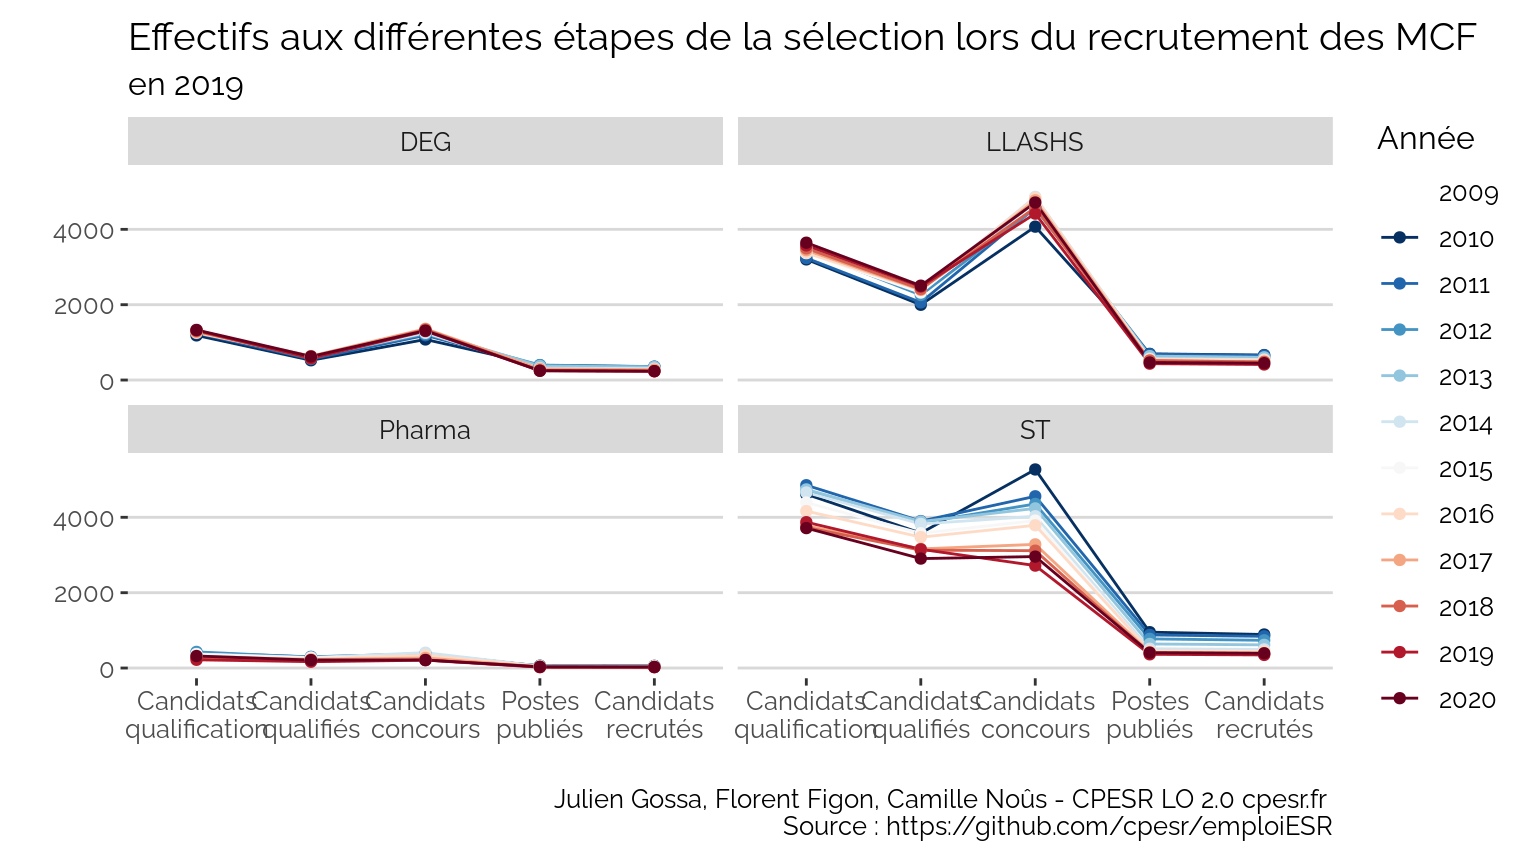 Effectifs aux différentes étapes de la sélection lors du recrutement des MCF
en 2019
DEG
LLASHS
4000
2000
0
Pharma
ST
4000
2000
0
Candidats Candidats Candidats Postes Candidats
qualification qualifiés concours publiés recrutés
Candidats Candidats Candidats Postes Candidats
qualification qualifiés concours publiés recrutés
Année
2009
2010
2011
2012
2013
2014
2015
2016
2017
2018
2019
2020
Julien Gossa, Florent Figon, Camille Noûs - CPESR LO 2.0 cpesr.fr
Source : https://github.com/cpesr/emploiESR